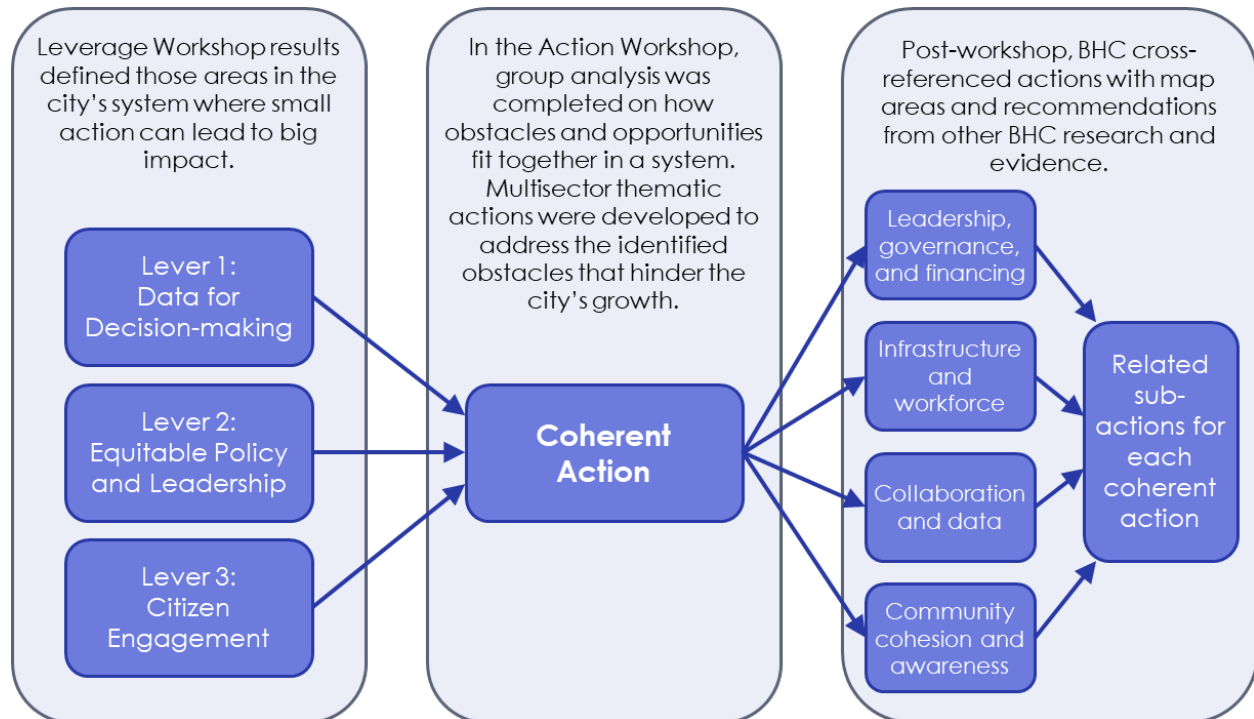 Leverage Workshop results
defined those areas in the
city's system where small
action can lead to big
impact.
Lever 1:
Data for
Decision-making
Lever 2:
Equitable Policy
and Leadership
Lever 3:
Citizen
Engagement
In the Action Workshop,
group analysis was
completed on how
obstacles and opportunities
fit together in a system.
Multisector thematic
actions were developed to
address the identified
obstacles that hinder the
city's growth.
Coherent
Action
Post-workshop, BHC cross-
referenced actions with map
areas and recommendations
from other BHC research and
evidence.
Leadership,
governance,
and financing
Infrastructure
and
workforce
Collaboration
and data
Community
cohesion and
awareness
Related
sub-
actions for
each
coherent
action